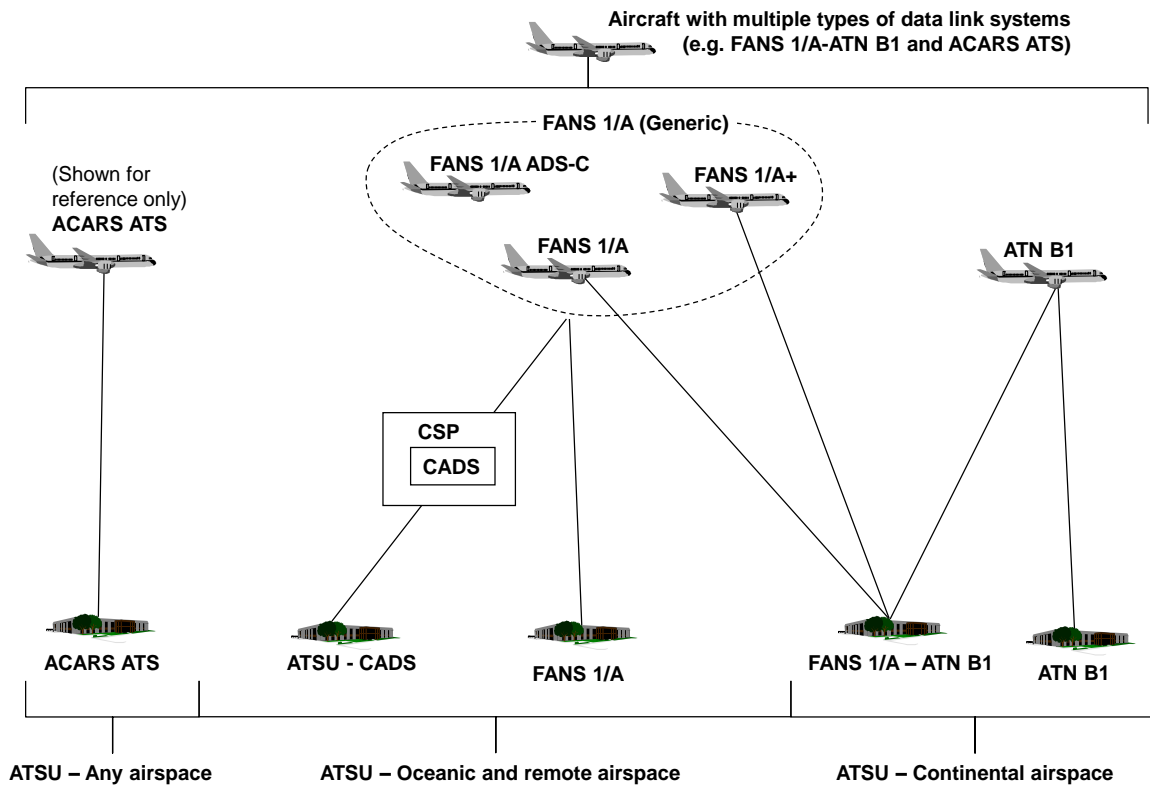 Aircraft with multiple types of data link systems
(e.g. FANS 1/A-ATN B1 and ACARS ATS)
FANS 1/A (Generic)
FANS 1/A ADS-C
FANS 1/A+
(Shown for
reference only)
ACARS ATS
FANS 1/A
ATN B1
CSP
CADS
ACARS ATS
ATSU - CADS
FANS 1/A
FANS 1/A – ATN B1
ATN B1
ATSU – Any airspace
ATSU – Oceanic and remote airspace
ATSU – Continental airspace